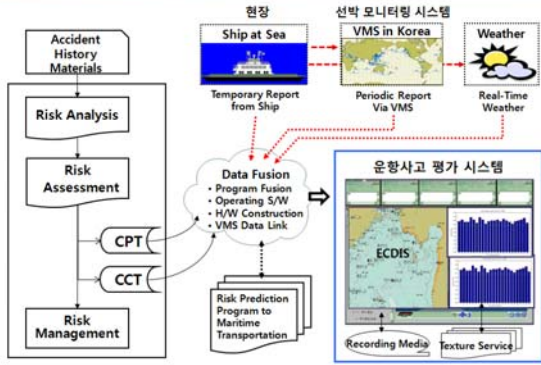 현장
선박 모니터링 시스템
Accident
History
Materials
Ship at Sea
VMS in Korea
Weather
Temporary Report
from Ship
Periodic Report
Via VMS
Real-Time
Weather
Risk Analysis
Risk
Assessment
CPT
CCT
Risk
Management
Data Fusion
• Program Fusion
• Operating S/W
• H/W Construction
• VMS Data Link
Risk Prediction
Program to
Maritime
Transportation
운항사고 평가 시스템
ECDIS
Recording Media
Texture Service